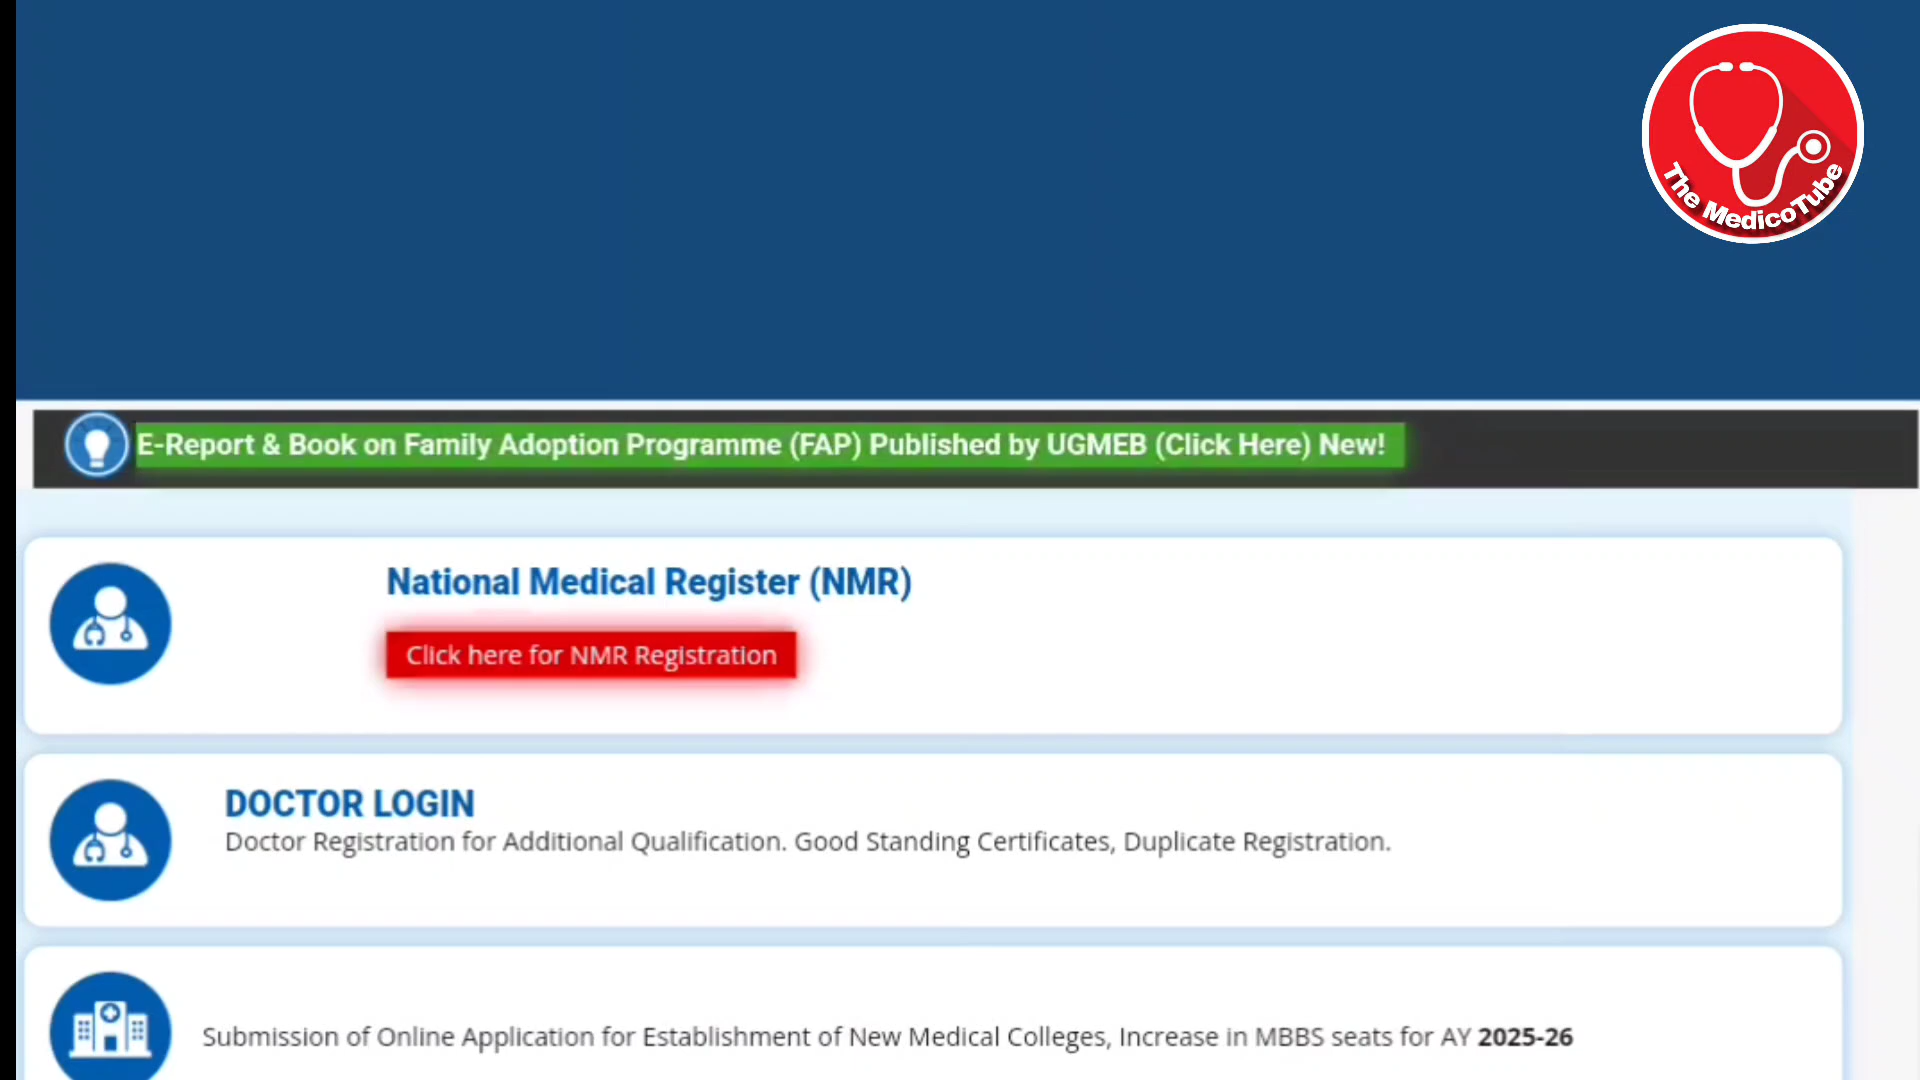 The MedicoTube
E-Report & Book on Family Adoption Programme (FAP) Published by UGMEB (Click Here) New!
National Medical Register (NMR)
Click here for NMR Registration
DOCTOR LOGIN
Doctor Registration for Additional Qualification. Good Standing Certificates, Duplicate Registration.
Submission of Online Application for Establishment of New Medical Colleges, Increase in MBBS seats for AY 2025-26